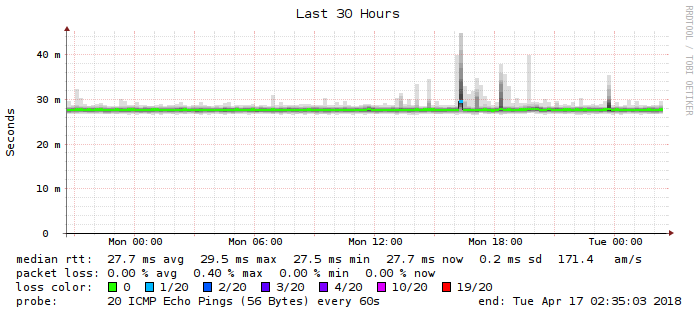 Last 30 Hours
RRDTOOL / TOBI OETIKER
Seconds
40 m
30 m
20 m
10 m
0
Mon 00:00 Mon 06:00 Mon 12:00 Mon 18:00 Tue 00:00
median rtt: 27.7 ms avg 29.5 ms max 27.5 ms min 27.7 ms now 0.2 ms sd 171.4 am/s
packet loss: 0.00 % avg 0.40 % max 0.00 % min 0.00 % now
loss color: 0 1/20 2/20 3/20 4/20 10/20 19/20
probe: 20 ICMP Echo Pings (56 Bytes) every 60s end: Tue Apr 17 02:35:03 2018